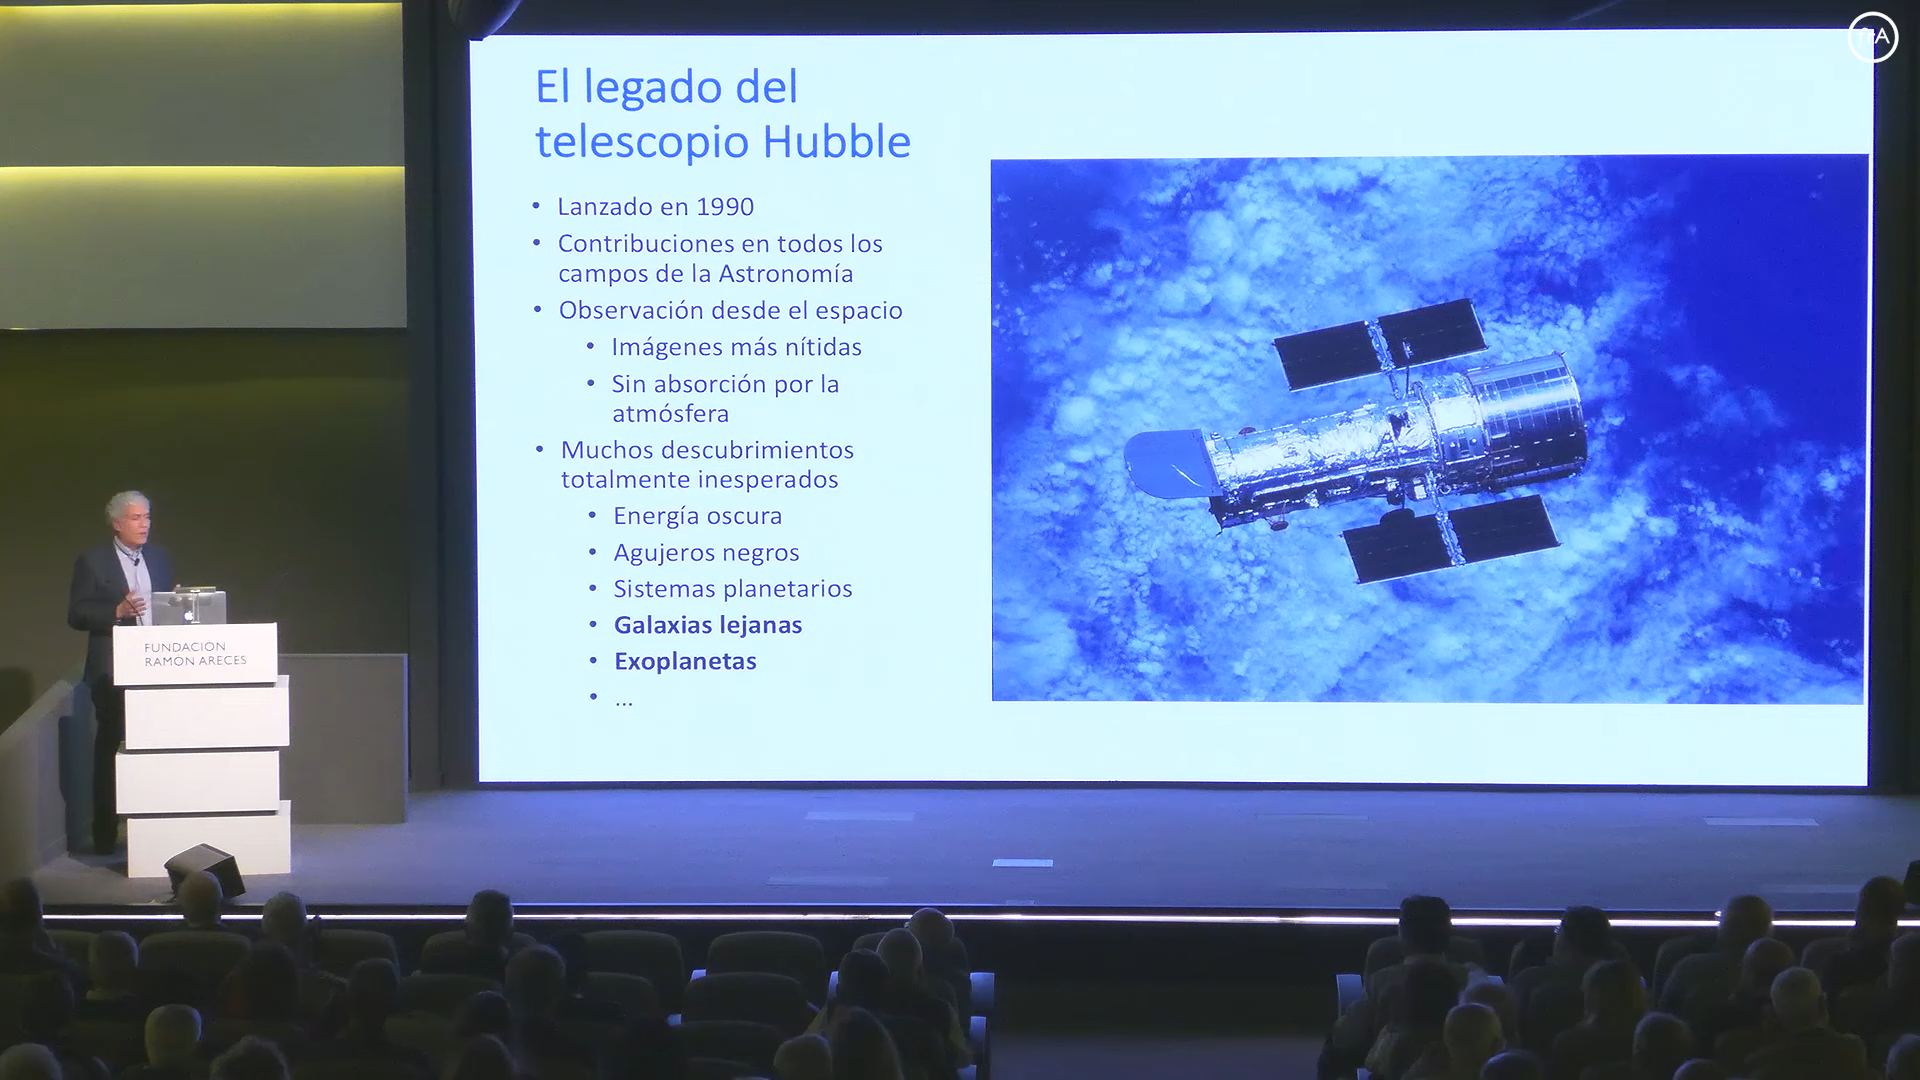 El legado del
telescopio Hubble
• Lanzado en 1990
• Contribuciones en todos los
campos de la Astronomía
• Observación desde el espacio
• Imágenes más nítidas
• Sin absorción por la
atmósfera
• Muchos descubrimientos
totalmente inesperados
• Energía oscura
• Agujeros negros
• Sistemas planetarios
• Galaxias lejanas
• Exoplanetas
• ...
FUNDACIÓN
RAMÓN ARECES